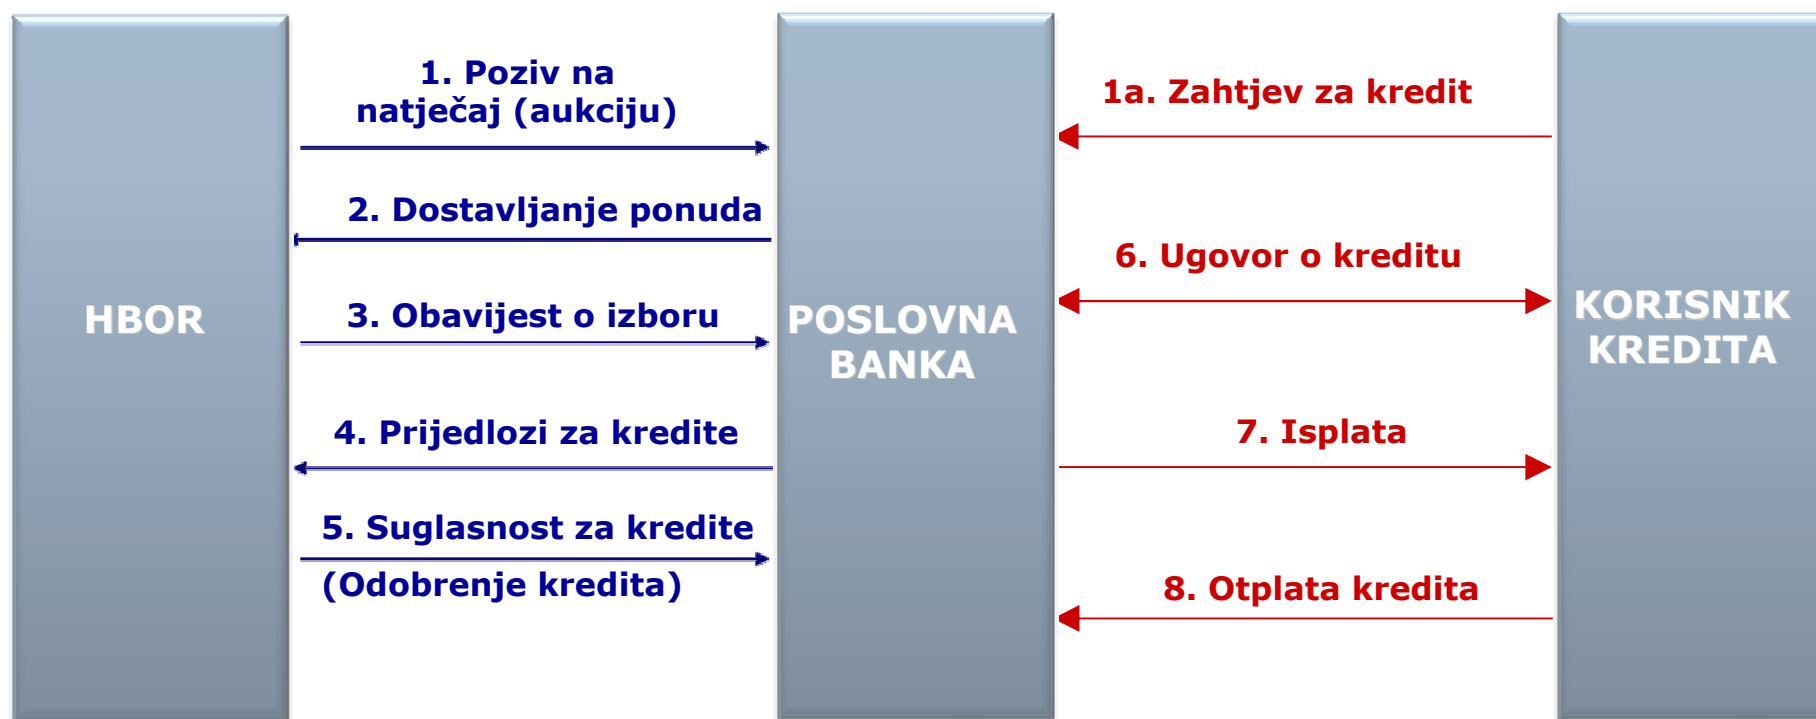 HBOR
1. Poziv na
natječaj (aukciju)
2. Dostavljanje ponuda
3. Obavijest o izboru
4. Prijedlozi za kredite
5. Suglasnost za kredite
(Odobrenje kredita)
POSLOVNA
BANKA
1a. Zahtjev za kredit
6. Ugovor o kreditu
7. Isplata
8. Otplata kredita
KORISNIK
KREDITA